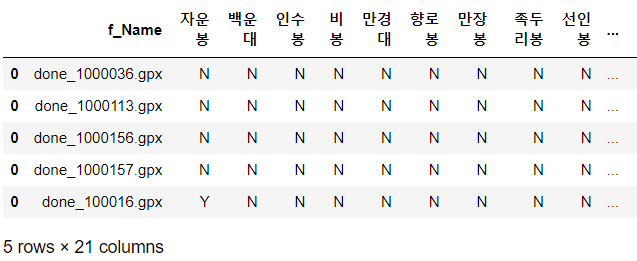 f_Name 자운봉 백운대 인수봉 비봉 만경대 향로봉 만장봉 족두리봉 선인봉 ...
0 done_1000036.gpx N N N N N N N N N ...
0 done_1000113.gpx N N N N N N N N N ...
0 done_1000156.gpx N N N N N N N N N ...
0 done_1000157.gpx N N N N N N N N N ...
0 done_100016.gpx Y N N N N N N N N ...
5 rows × 21 columns